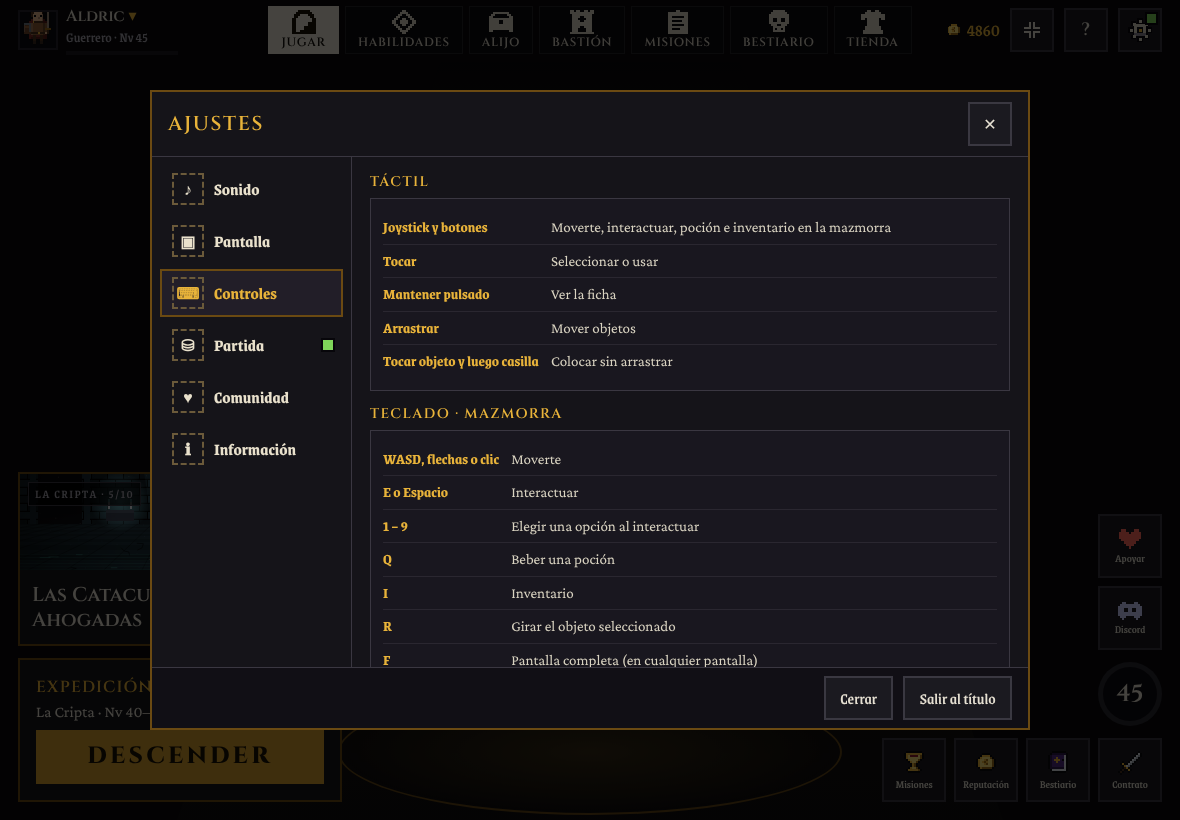 ALDRIC ▼
Guerrero · Nv 45
JUGAR
HABILIDADES
ALIJO
BASTIÓN
MISIONES
BESTIARIO
TIENDA
4860
?
AJUSTES
×
♪ Sonido
Pantalla
Controles
Partida
♥ Comunidad
ℹ Información
TÁCTIL
Joystick y botones Moverte, interactuar, poción e inventario en la mazmorra
Tocar Seleccionar o usar
Mantener pulsado Ver la ficha
Arrastrar Mover objetos
Tocar objeto y luego casilla Colocar sin arrastrar
TECLADO · MAZMORRA
WASD, flechas o clic Moverte
E o Espacio Interactuar
1 – 9 Elegir una opción al interactuar
Q Beber una poción
I Inventario
R Girar el objeto seleccionado
F Pantalla completa (en cualquier pantalla)
Cerrar
Salir al título
LA CRIPTA · 5/10
LAS CATACU
AHOGADAS
EXPEDICIÓN
La Cripta · Nv 40–
DESCENDER
Apoyar
Discord
45
Misiones
Reputación
Bestiario
Contrato